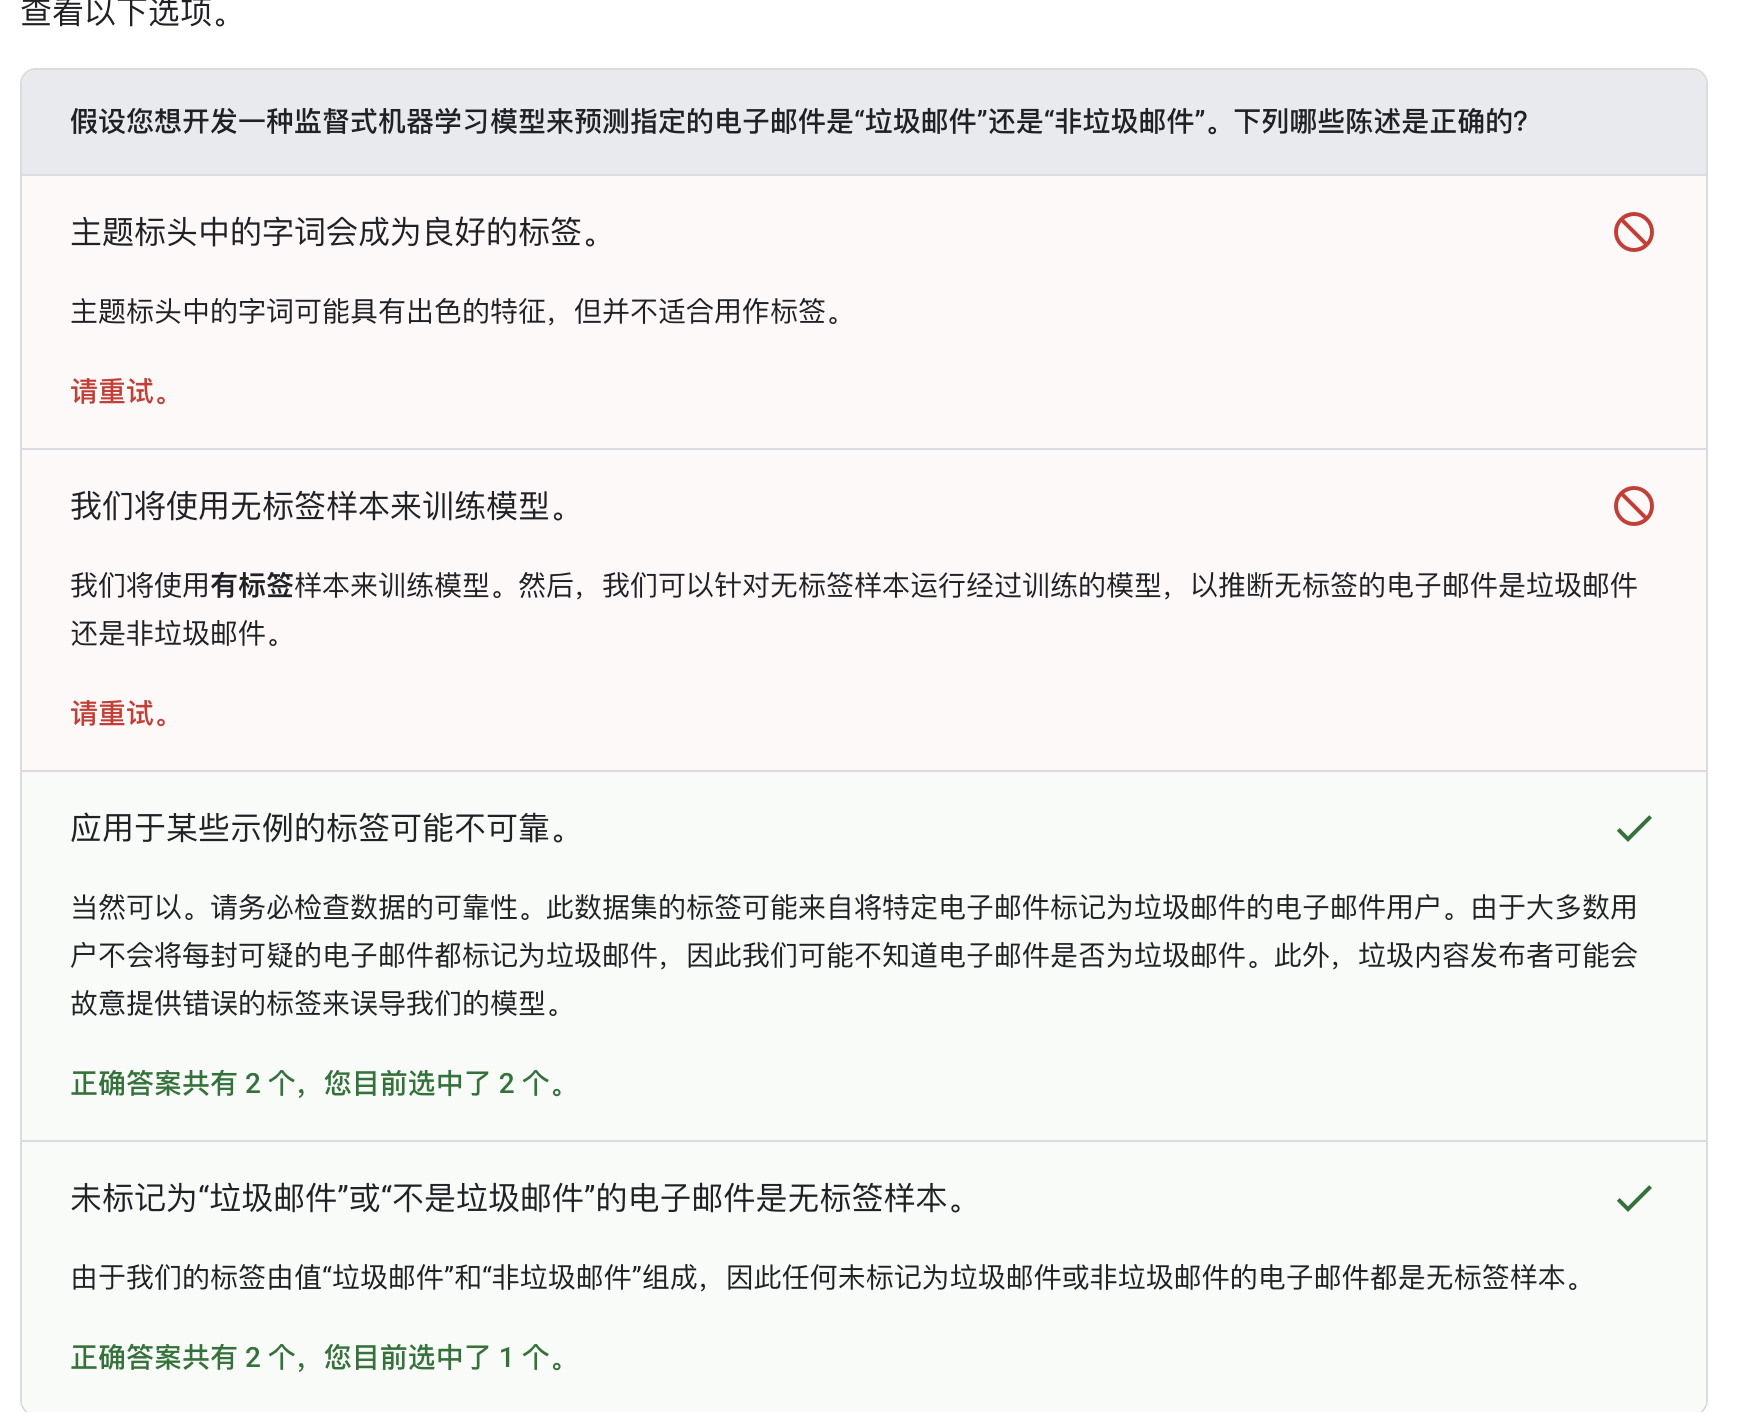 查看以下选项。
假设您想开发一种监督式机器学习模型来预测指定的电子邮件是“垃圾邮件”还是“非垃圾邮件”。下列哪些陈述是正确的?
主题标头中的字词会成为良好的标签。
主题标头中的字词可能具有出色的特征，但并不适合用作标签。
请重试。
我们将使用无标签样本来训练模型。
我们将使用有标签样本来训练模型。然后，我们可以针对无标签样本运行经过训练的模型，以推断无标签的电子邮件是垃圾邮件
还是非垃圾邮件。
请重试。
应用于某些示例的标签可能不可靠。
当然可以。请务必检查数据的可靠性。此数据集的标签可能来自将特定电子邮件标记为垃圾邮件的电子邮件用户。由于大多数用
户不会将每封可疑的电子邮件都标记为垃圾邮件，因此我们可能不知道电子邮件是否为垃圾邮件。此外，垃圾内容发布者可能会
故意提供错误的标签来误导我们的模型。
正确答案共有 2 个，您目前选中了 2 个。
未标记为“垃圾邮件”或“不是垃圾邮件”的电子邮件是无标签样本。
由于我们的标签由值“垃圾邮件”和“非垃圾邮件”组成，因此任何未标记为垃圾邮件或非垃圾邮件的电子邮件都是无标签样本。
正确答案共有 2 个，您目前选中了 1 个。